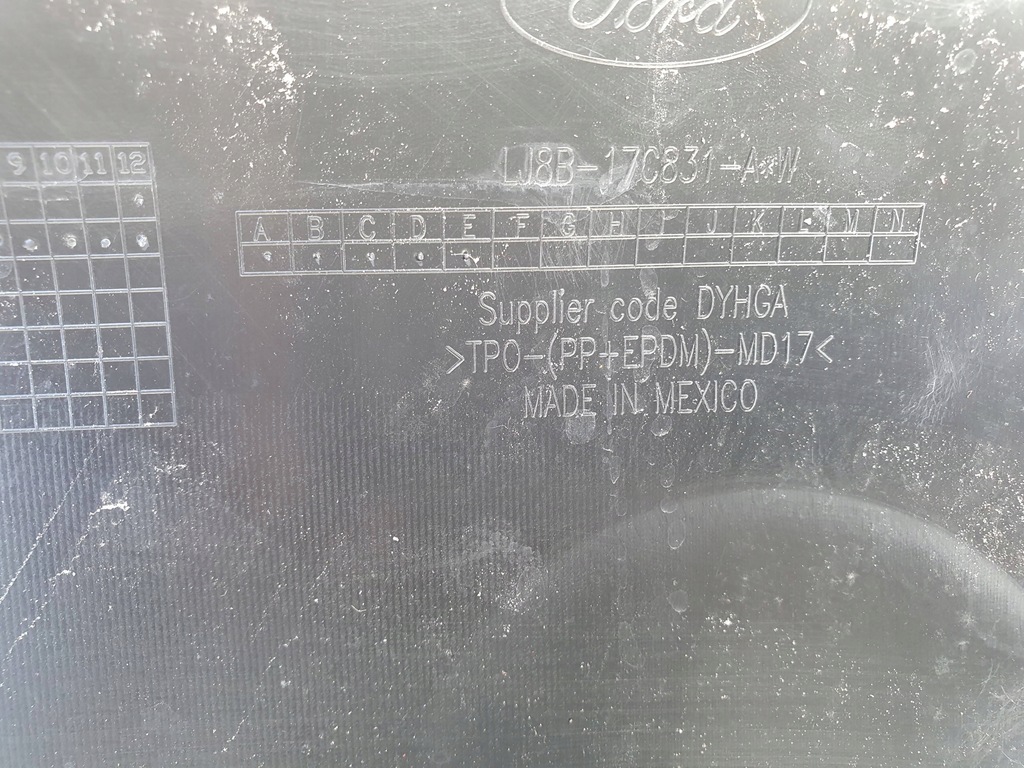 Ford
LJ8B-17C831-A*W
9 10 11 12
A B C D E F G H J K L M N
Supplier code DYHGA
>TPO-(PP+EPDM)-MD17<
MADE IN MEXICO